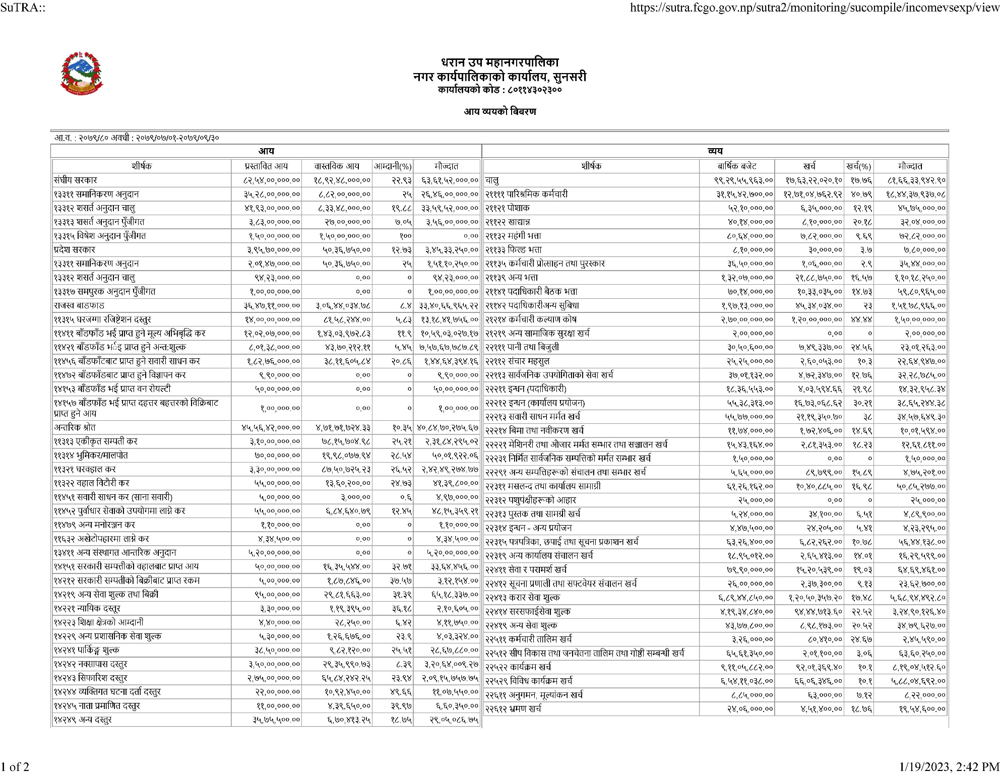 SuTRA::
https://sutra.fcgo.gov.np/sutra2/monitoring/sucompile/incomevsexp/view
धरान उप महानगरपालिका
नगर कार्यपालिकाको कार्यालय, सुनसरी
कार्यालयको कोड : ८०११४३०२३००
आय व्ययको बिबरण
आ.व. : २०७९/८० अवधी : २०७९/०७/०१-२०७९/०९/३०
आय
शीर्षक प्रस्तावित आय वास्तविक आय आम्दानी(%) मौज्दात
संघीय सरकार ८२,५४,००,०००.०० १८,९२,४८,०००.०० २२.९३ ६३,६१,५२,०००.००
१३३११ समानिकरण अनुदान ३५,२८,००,०००.०० ८,८२,००,०००.०० २५ २६,४६,००,०००.००
१३३१२ शसर्त अनुदान चालु ४१,९३,००,०००.०० ८,३३,४८,०००.०० १९.८८ ३३,५९,५२,०००.००
१३३१३ शसर्त अनुदान पुँजीगत ३,८३,००,०००.०० २७,००,०००.०० ७.०५ ३,५६,००,०००.००
१३३१५ विषेश अनुदान पुँजीगत १,५०,००,०००.०० १,५०,००,०००.०० १०० ०.००
प्रदेश सरकार ३,९५,७०,०००.०० ५०,३६,७५०.०० १२.७३ ३,४५,३३,२५०.००
१३३११ समानिकरण अनुदान २,०१,४७,०००.०० ५०,३६,७५०.०० २५ १,५१,१०,२५०.००
१३३१२ शसर्त अनुदान चालु ९४,२३,०००.०० ०.०० ० ९४,२३,०००.००
१३३१७ समपुरक अनुदान पुँजीगत १,००,००,०००.०० ०.०० ० १,००,००,०००.००
राजस्व बाडफाड ३६,४७,११,०००.०० ३,०६,४४,०३४.७८ ८.४ ३३,४०,६६,९६५.२२
११३१५ घरजग्गा रजिष्ट्रेशन दस्तुर १४,००,००,०००.०० ८१,५८,२४४.०० ५.८३ १३,१८,४१,७५६.००
११४११ बाँडफाँड भई प्राप्त हुने मूल्य अभिबृद्धि कर १२,०२,०७,०००.०० १,४३,०३,९७२.८३ ११.९ १०,५९,०३,०२७.१७
११४२१ बाँडफाँड भर्इ प्राप्त हुने अन्त:शुल्क ८,०१,३८,०००.०० ४३,७०,२१२.११ ५.४५ ७,५७,६७,७८७.८९
११४५६ बाँडफाँटबाट प्राप्त हुने सवारी साधन कर १,८२,७६,०००.०० ३८,११,६०५.८४ २०.८६ १,४४,६४,३९४.१६
११४७२ बाँडफाँडबाट प्राप्त हुने विज्ञापन कर ९,९०,०००.०० ०.०० ० ९,९०,०००.००
१४१५३ बाँडफाँड भई प्राप्त वन रोयल्टी ५०,००,०००.०० ०.०० ० ५०,००,०००.००
१४१५७ बाँडफाँड भई प्राप्त दहत्तर बहत्तरको विक्रिबाट
प्राप्त हुने आय १,००,०००.०० ०.०० ० १,००,०००.००
अन्तरिक श्रोत ४५,५६,४२,०००.०० ४,७१,७१,७२४.३३ १०.३५ ४०,८४,७०,२७५.६७
११३१३ एकीकृत सम्पती कर ३,१०,००,०००.०० ७८,१५,७०४.९८ २५.२१ २,३१,८४,२९५.०२
११३१४ भुमिकर/मालपोत ७०,००,०००.०० १९,९८,०७७.९४ २८.५४ ५०,०१,९२२.०६
११३२१ घरवहाल कर ३,३०,००,०००.०० ८७,५०,७२५.२३ २६.५२ २,४२,४९,२७४.७७
११३२२ वहाल विटौरी कर ५५,००,०००.०० १३,६०,२००.०० २४.७३ ४१,३९,८००.००
११४५१ सवारी साधन कर (साना सवारी) ५,००,०००.०० ३,०००.०० ०.६ ४,९७,०००.००
११४५२ पुर्वाधार सेवाको उपयोगमा लाग्ने कर ५५,००,०००.०० ६,८४,६४०.७९ १२.४५ ४८,१५,३५९.२१
११४७९ अन्य मनोरञ्जन कर १,१०,०००.०० ०.०० ० १,१०,०००.००
११६३२ अखेटोपहारमा लाग्ने कर ४,३४,५००.०० ०.०० ० ४,३४,५००.००
१३४११ अन्य संस्थागत आन्तरिक अनुदान ५,२०,००,०००.०० ०.०० ० ५,२०,००,०००.००
१४१५१ सरकारी सम्पत्तीको वहालबाट प्राप्त आय ५०,००,०००.०० १६,३५,५४४.०० ३२.७१ ३३,६४,४५६.००
१४२१२ सरकारी सम्पतीको बिक्रीबाट प्राप्त रकम ५,००,०००.०० १,८७,८४६.०० ३७.५७ ३,१२,१५४.००
१४२१९ अन्य सेवा शुल्क तथा बिक्री ९५,००,०००.०० २९,८१,६६३.०० ३१.३९ ६५,१८,३३७.००
१४२२१ न्यायिक दस्तूर ३,३०,०००.०० १,१९,३९५.०० ३६.१८ २,१०,६०५.००
१४२२३ शिक्षा क्षेत्रको आम्दानी ४,४०,०००.०० २८,२५०.०० ६.४२ ४,११,७५०.००
१४२२९ अन्य प्रशासनिक सेवा शुल्क ५,३०,०००.०० १,२६,६७६.०० २३.९ ४,०३,३२४.००
१४२४१ पार्किङ्ग शुल्क ३८,५०,०००.०० ९,८२,१२०.०० २५.५१ २८,६७,८८०.००
१४२४२ नक्सापास दस्तुर ३,५०,००,०००.०० २९,३५,९९०.७३ ८.३९ ३,२०,६४,००९.२७
१४२४३ सिफारिश दस्तुर २,७५,००,०००.०० ६५,८४,२४२.२५ २३.९४ २,०९,१५,७५७.७५
१४२४४ व्यक्तिगत घटना दर्ता दस्तुर २२,००,०००.०० १०,९२,४५०.०० ४९.६६ ११,०७,५५०.००
१४२४५ नाता प्रमाणित दस्तुर ११,००,०००.०० ४,३९,६५०.०० ३९.९७ ६,६०,३५०.००
१४२४९ अन्य दस्तुर ३५,७५,५००.०० ६,७०,४१३.२५ १८.७५ २९,०५,०८६.७५
व्यय
शीर्षक बार्षिक बजेट खर्च खर्च(%) मौज्दात
चालु ९९,२९,५५,९६३.०० १७,६३,२२,०२०.१० १७.७६ ८१,६६,३३,९४२.९०
२११११ पारिश्रमिक कर्मचारी ३१,१५,४२,७००.०० १२,७१,०४,७६२.९२ ४०.७९ १८,४४,३७,९३७.०८
२११२१ पोशाक ५२,१०,०००.०० ६,३५,०००.०० १२.१९ ४५,७५,०००.००
२११२२ खाद्यान्न ४०,१४,०००.०० ८,१०,०००.०० २०.१८ ३२,०४,०००.००
२११३२ महंगी भत्ता ८०,६४,०००.०० ७,८२,०००.०० ९.६९ ७२,८२,०००.००
२११३३ फिल्ड भत्ता ८,१०,०००.०० ३०,०००.०० ३.७ ७,८०,०००.००
२११३५ कर्मचारी प्रोत्साहन तथा पुरस्कार ३६,५०,०००.०० १,०६,०००.०० २.९ ३५,४४,०००.००
२११३९ अन्य भत्ता १,३२,०७,०००.०० २१,८८,७५०.०० १६.५७ १,१०,१८,२५०.००
२११४१ पदाधिकारी बैठक भत्ता ७०,१४,०००.०० १०,३३,०३५.०० १४.७३ ५९,८०,९६५.००
२११४२ पदाधिकारीअन्य सुबिधा १,९७,१३,०००.०० ४५,३४,०३४.०० २३ १,५१,७८,९६६.००
२१२१४ कर्मचारी कल्याण कोष २,७०,००,०००.०० १,२०,००,०००.०० ४४.४४ १,५०,००,०००.००
२१२१९ अन्य सामाजिक सुरक्षा खर्च २,००,०००.०० ०.०० ० २,००,०००.००
२२१११ पानी तथा बिजुली ३०,५०,६००.०० ७,४९,३३७.०० २४.५६ २३,०१,२६३.००
२२११२ संचार महसुल २५,२५,०००.०० २,६०,०५३.०० १०.३ २२,६४,९४७.००
२२११३ सार्वजनिक उपयोगिताको सेवा खर्च ३७,०१,१३२.०० ४,७२,३४७.०० १२.७६ ३२,२८,७८५.००
२२२११ इन्धन (पदाधिकारी) १८,३६,५५३.०० ४,०३,५९४.६६ २१.९८ १४,३२,९५८.३४
२२२१२ इन्धन (कार्यालय प्रयोजन) ५५,३८,३१३.०० १६,७३,०६८.६२ ३०.२१ ३८,६५,२४४.३८
२२२१३ सवारी साधन मर्मत खर्च ५५,७७,०००.०० २१,१९,३५०.७० ३८ ३४,५७,६४९.३०
२२२१४ बिमा तथा नवीकरण खर्च ११,७४,०००.०० १,७२,४०६.०० १४.६९ १०,०१,५९४.००
२२२२१ मेशिनरी तथा औजार मर्मत सम्भार तथा सञ्चालन खर्च १५,४३,१६४.०० २,८१,३५३.०० १८.२३ १२,६१,८११.००
२२२३१ निर्मित सार्वजनिक सम्पत्तिको मर्मत सम्भार खर्च १,५०,०००.०० ०.०० ० १,५०,०००.००
२२२९१ अन्य सम्पत्तिहरूको संचालन तथा सम्भार खर्च ५,६५,०००.०० ८९,७९९.०० १५.८९ ४,७५,२०१.००
२२३११ मसलन्द तथा कार्यालय सामाग्री ६१,२६,१६२.०० १०,४०,८८५.०० १६.९८ ५०,८५,२७७.००
२२३१२ पशुपंक्षीहरूको आहार २५,०००.०० ०.०० ० २५,०००.००
२२३१३ पुस्तक तथा सामग्री खर्च ५,२४,०००.०० ३४,१००.०० ६.५१ ४,८९,९००.००
२२३१४ इन्धन - अन्य प्रयोजन ४,४७,५००.०० २४,२०५.०० ५.४१ ४,२३,२९५.००
२२३१५ पत्रपत्रिका, छपाई तथा सूचना प्रकाशन खर्च ६३,२६,४००.०० ६,८२,२६२.०० १०.७८ ५६,४४,१३८.००
२२३१९ अन्य कार्यालय संचालन खर्च १८,९५,०१२.०० २,६५,४१३.०० १४.०१ १६,२९,५९९.००
२२४११ सेवा र परामर्श खर्च ७९,९०,०००.०० १५,२०,५३९.०० १९.०३ ६४,६९,४६१.००
२२४१२ सूचना प्रणाली तथा सफ्टवेयर संचालन खर्च २६,००,०००.०० २,३७,३००.०० ९.१३ २३,६२,७००.००
२२४१३ करार सेवा शुल्क ६,८९,४४,८५०.०० १,२०,५०,३५७.२० १७.४८ ५,६८,९४,४९२.८०
२२४१४ सरसफाईसेवा शुल्क ४,१९,३४,८४०.०० ९४,४४,७१३.६० २२.५२ ३,२४,९०,१२६.४०
२२४१९ अन्य सेवा शुल्क ४३,७७,८००.०० ८,९८,१७३.०० २०.५२ ३४,७९,६२७.००
२२५११ कर्मचारी तालिम खर्च ३,२६,०००.०० ८०,४१०.०० २४.६७ २,४५,५९०.००
२२५१२ सीप विकास तथा जनचेतना तालिम तथा गोष्ठी सम्बन्धी खर्च ६५,६१,३५०.०० २,०१,१००.०० ३.०६ ६३,६०,२५०.००
२२५२२ कार्यक्रम खर्च ९,११,०५,८८२.०० ९२,०१,३६९.४० १०.१ ८,१९,०४,५१२.६०
२२५२९ विविध कार्यक्रम खर्च ६,५४,११,०३८.०० ६६,०६,३४६.०० १०.१ ५,८८,०४,६९२.००
२२६११ अनुगमन, मूल्यांकन खर्च ८,८५,०००.०० ६३,०००.०० ७.१२ ८,२२,०००.००
२२६१२ भ्रमण खर्च २४,०६,०००.०० ४,५१,४००.०० १८.७६ १९,५४,६००.००
1 of 2
1/19/2023, 2:42 PM